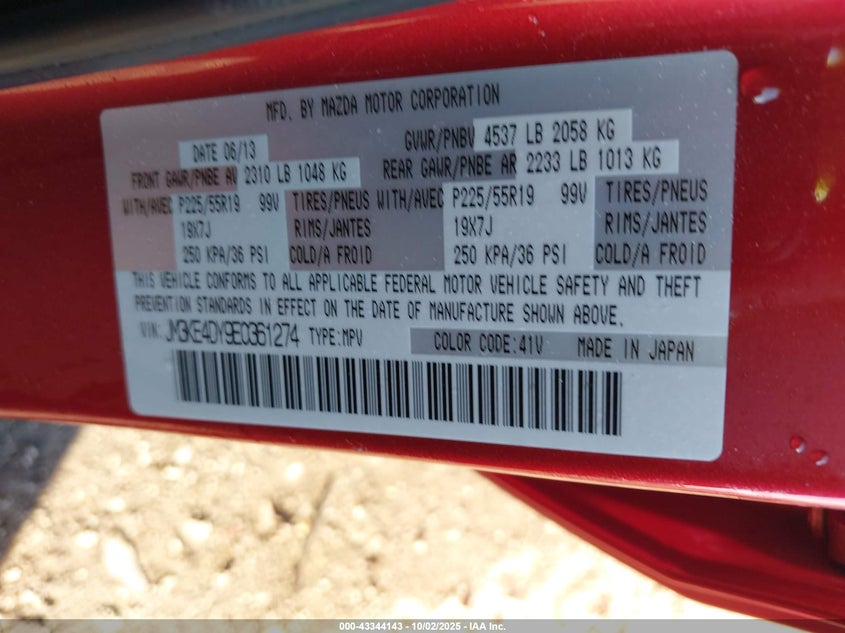 MFD. BY MAZDA MOTOR CORPORATION
DATE 06/13 GVWR/PNBV 4537 LB 2058 KG
FRONT GAWR/PNBE AV 2310 LB 1048 KG REAR GAWR/PNBE AR 2233 LB 1013 KG
WITH/AVEC P225/55R19 99V TIRES/PNEUS WITH/AVEC P225/55R19 99V TIRES/PNEUS
19X7J RIMS/JANTES 19X7J RIMS/JANTES
250 KPA/36 PSI COLD/A FROID 250 KPA/36 PSI COLD/A FROID
THIS VEHICLE CONFORMS TO ALL APPLICABLE FEDERAL MOTOR VEHICLE SAFETY AND THEFT
PREVENTION STANDARDS IN EFFECT ON THE DATE OF MANUFACTURE SHOWN ABOVE.
VIN: JM3KE4DY9E0361274 TYPE:MPV COLOR CODE:41V MADE IN JAPAN
000-43344143 | 10/02/2025 - IAA Inc.